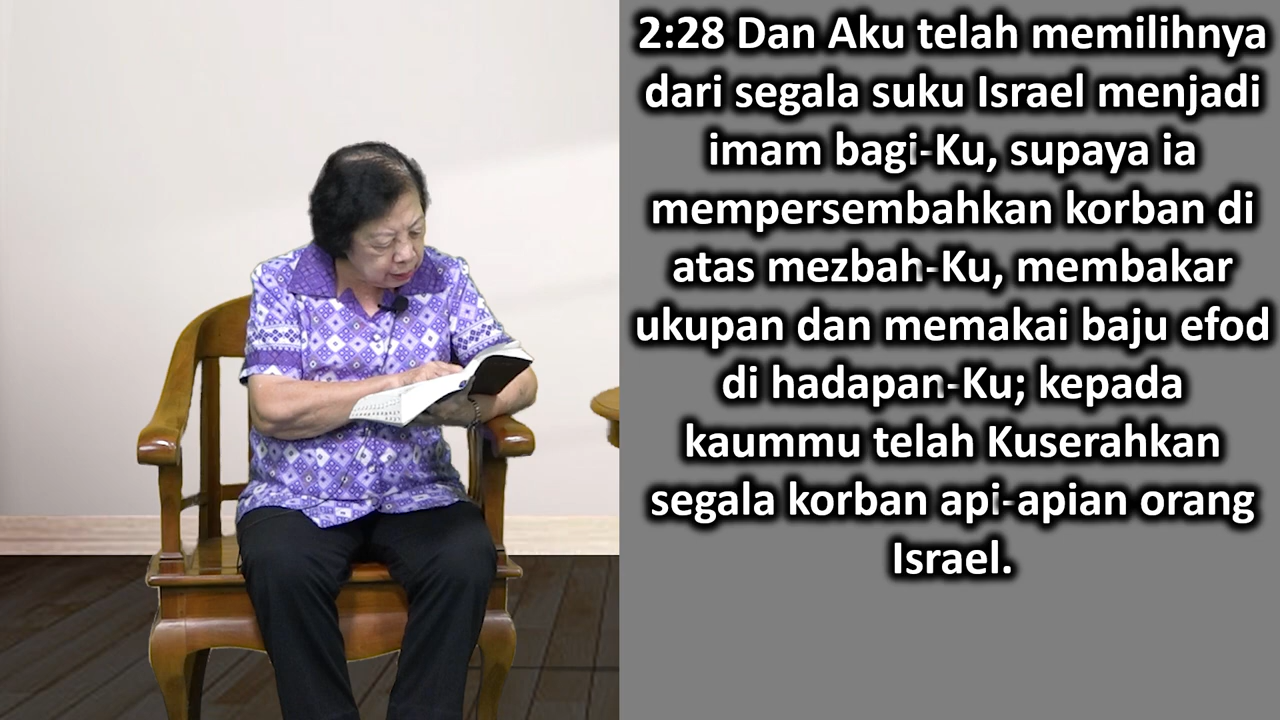 2:28 Dan Aku telah memilihnya
dari segala suku Israel menjadi
imam bagi-Ku, supaya ia
mempersembahkan korban di
atas mezbah-Ku, membakar
ukupan dan memakai baju efod
di hadapan-Ku; kepada
kaummu telah Kuserahkan
segala korban api-apian orang
Israel.